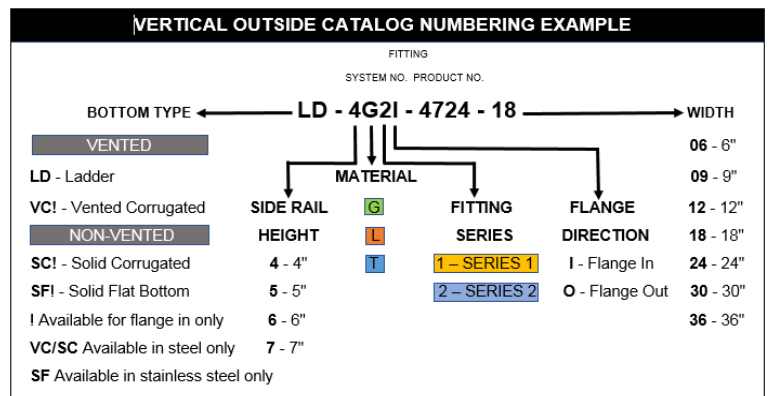 VERTICAL OUTSIDE CATALOG NUMBERING EXAMPLE
FITTING
SYSTEM NO. PRODUCT NO.
BOTTOM TYPE LD - 4G2I - 4724 - 18 WIDTH
VENTED 06 - 6"
LD - Ladder MATERIAL 09 - 9"
VC! - Vented Corrugated SIDE RAIL G FITTING FLANGE 12 - 12"
NON-VENTED HEIGHT L SERIES DIRECTION 18 - 18"
SC! - Solid Corrugated 4 - 4" T 1 – SERIES 1 I - Flange In 24 - 24"
SF! - Solid Flat Bottom 5 - 5" 2 – SERIES 2 O - Flange Out 30 - 30"
! Available for flange in only 6 - 6" 36 - 36"
VC/SC Available in steel only 7 - 7"
SF Available in stainless steel only